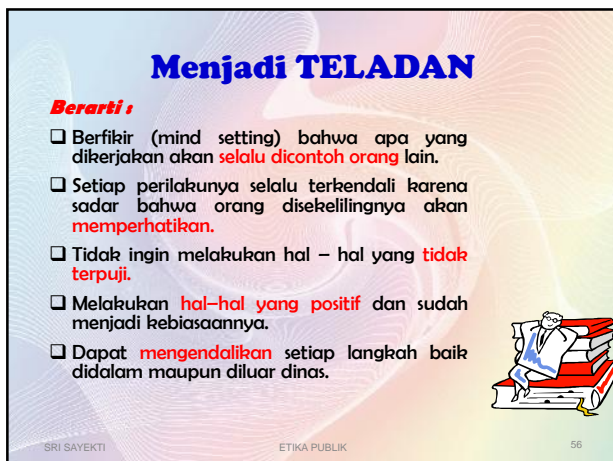 Menjadi TELADAN
Berarti :
❑ Berfikir (mind setting) bahwa apa yang
dikerjakan akan selalu dicontoh orang lain.
❑ Setiap perilakunya selalu terkendali karena
sadar bahwa orang disekelilingnya akan
memperhatikan.
❑ Tidak ingin melakukan hal – hal yang tidak
terpuji.
❑ Melakukan hal–hal yang positif dan sudah
menjadi kebiasaannya.
❑ Dapat mengendalikan setiap langkah baik
didalam maupun diluar dinas.
SRI SAYEKTI ETIKA PUBLIK 56